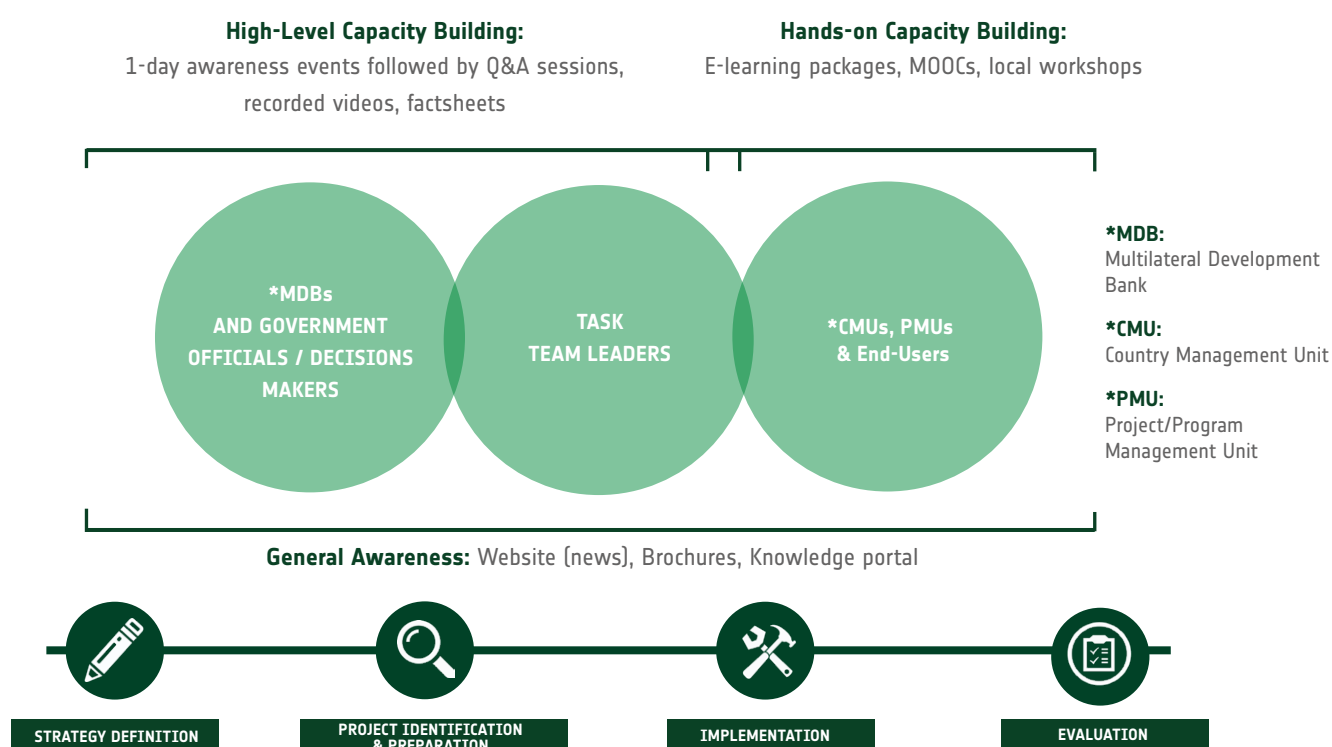 High-Level Capacity Building:
1-day awareness events followed by Q&A sessions,
recorded videos, factsheets
Hands-on Capacity Building:
E-learning packages, MOOCs, local workshops
*MDBs
AND GOVERNMENT
OFFICIALS / DECISIONS
MAKERS
TASK
TEAM LEADERS
*CMUs, PMUs
& End-Users
*MDB:
Multilateral Development
Bank
*CMU:
Country Management Unit
*PMU:
Project/Program
Management Unit
General Awareness: Website (news), Brochures, Knowledge portal
STRATEGY DEFINITION
PROJECT IDENTIFICATION
& PREPARATION
IMPLEMENTATION
EVALUATION